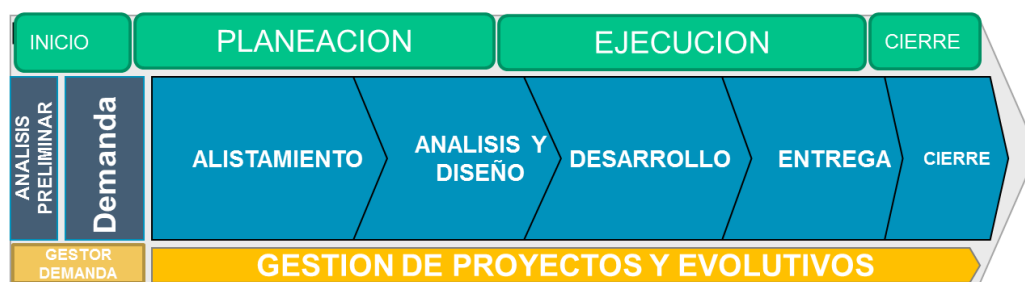 INICIO
PLANEACION
EJECUCION
CIERRE
ANALISIS
PRELIMINAR
Demanda
ALISTAMIENTO
ANALISIS Y
DISEÑO
DESARROLLO
ENTREGA
CIERRE
GESTOR
DEMANDA
GESTION DE PROYECTOS Y EVOLUTIVOS